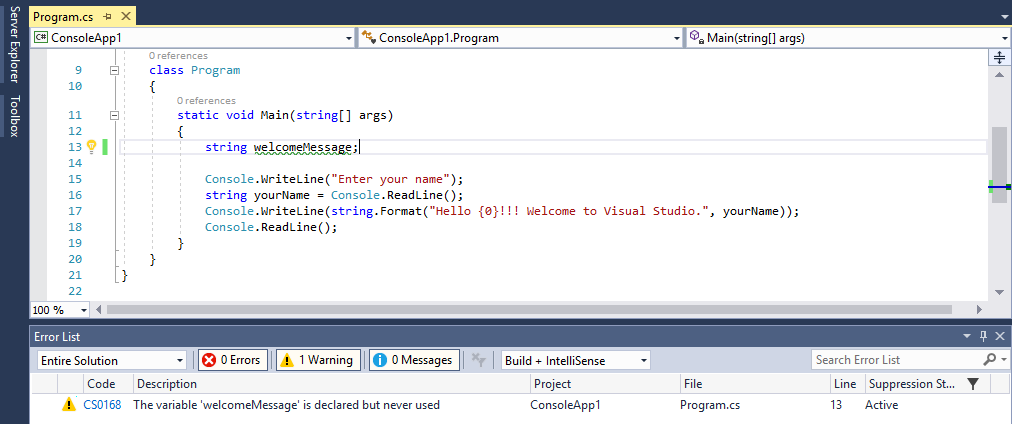 Server Explorer
Toolbox
Program.cs
C# ConsoleApp1 ConsoleApp1.Program Main(string[] args)
0 references
9 class Program
10 {
0 references
11 static void Main(string[] args)
12 {
13 string welcomeMessage;
14
15 Console.WriteLine("Enter your name");
16 string yourName = Console.ReadLine();
17 Console.WriteLine(string.Format("Hello {0}!!! Welcome to Visual Studio.", yourName));
18 Console.ReadLine();
19 }
20 }
21 }
22
100 %
Error List
Entire Solution 0 Errors 1 Warning 0 Messages Build + IntelliSense Search Error List
Code Description Project File Line Suppression St...
CS0168 The variable 'welcomeMessage' is declared but never used ConsoleApp1 Program.cs 13 Active